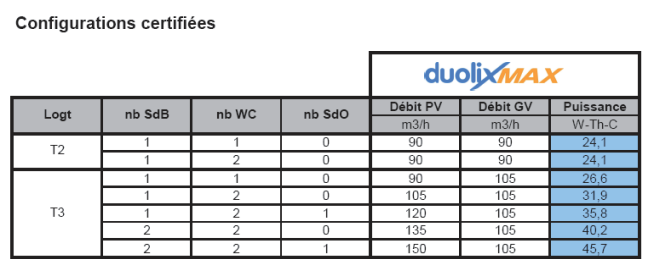 Configurations certifiées
duolixMAX
Logt nb SdB nb WC nb SdO Débit PV Débit GV Puissance
m3/h m3/h W-Th-C
T2 1 1 0 90 90 24,1
1 2 0 90 90 24,1
T3 1 1 0 90 105 26,6
1 2 0 105 105 31,9
1 2 1 120 105 35,8
2 2 0 135 105 40,2
2 2 1 150 105 45,7